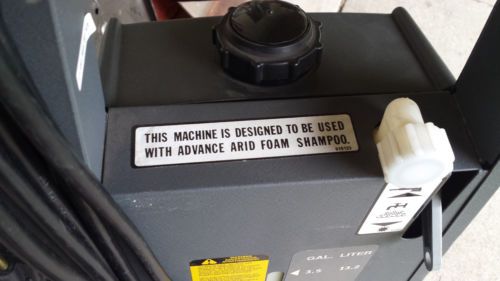 THIS MACHINE IS DESIGNED TO BE USED
WITH ADVANCE ARID FOAM SHAMPOO.
GAL. LITER
3.5 13.2